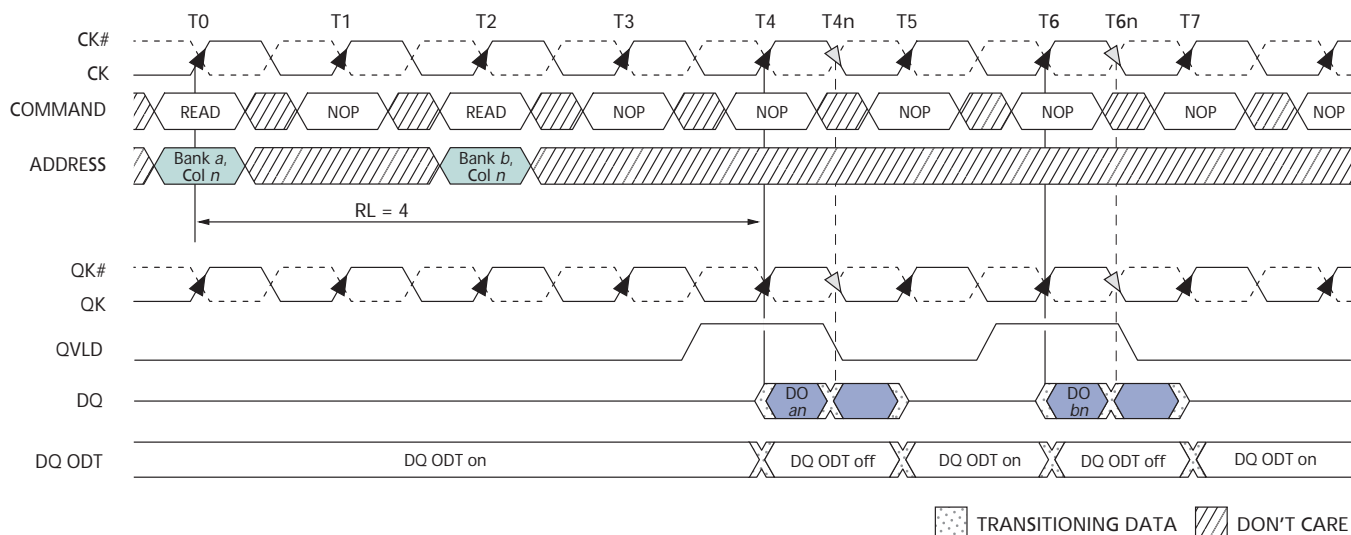 T0 T1 T2 T3 T4 T4n T5 T6 T6n T7
CK#
CK
COMMAND READ NOP READ NOP NOP NOP NOP NOP NOP
ADDRESS Bank a, Col n Bank b, Col n
RL = 4
QK#
QK
QVLD
DQ DO an DO bn
DQ ODT DQ ODT on DQ ODT off DQ ODT on DQ ODT off DQ ODT on
TRANSITIONING DATA DON'T CARE